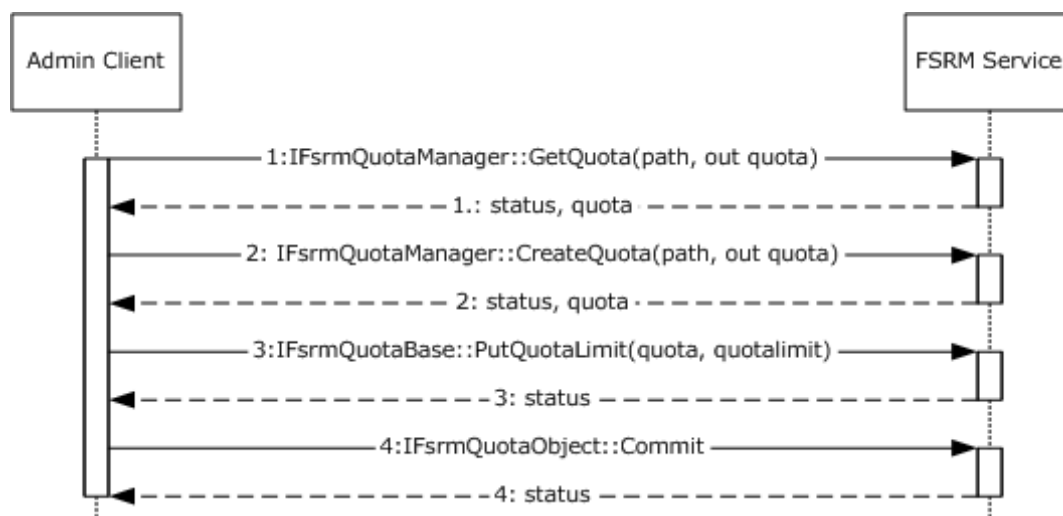 Admin Client
FSRM Service
1:IFsrmQuotaManager::GetQuota(path, out quota)
1.: status, quota
2: IFsrmQuotaManager::CreateQuota(path, out quota)
2: status, quota
3:IFsrmQuotaBase::PutQuotaLimit(quota, quotalimit)
3: status
4:IFsrmQuotaObject::Commit
4: status